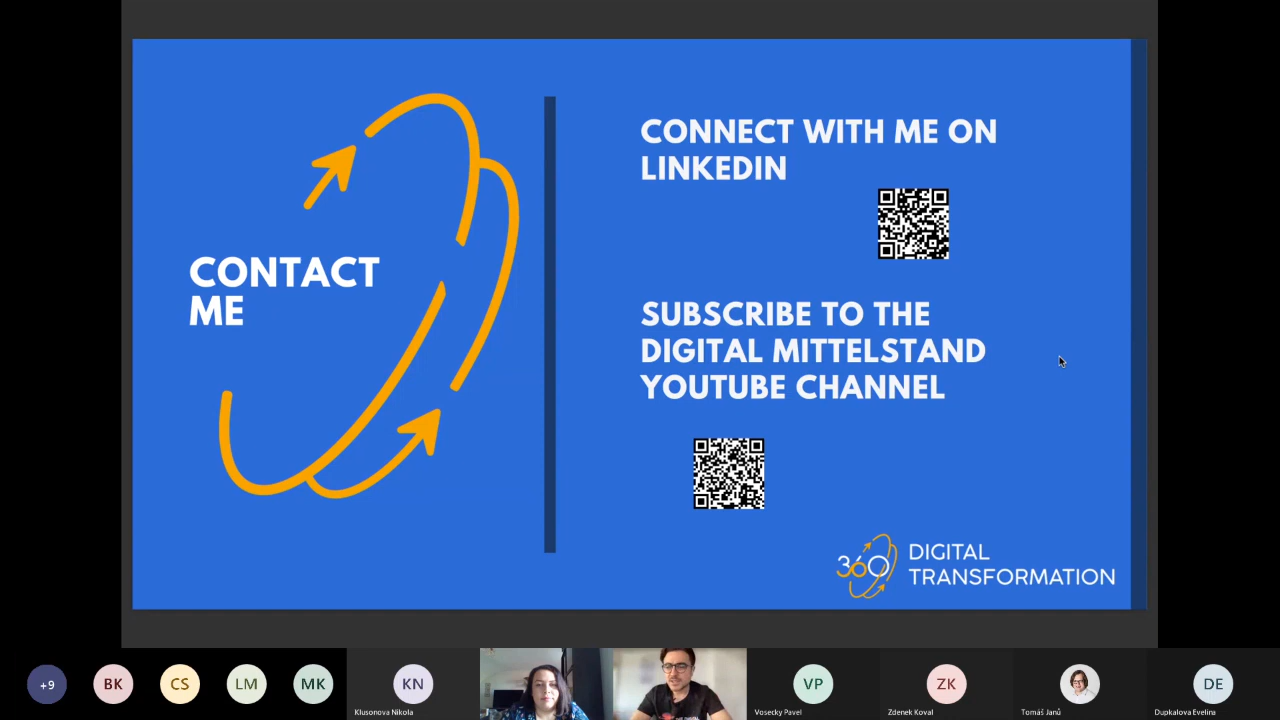 CONTACT
ME
CONNECT WITH ME ON
LINKEDIN
SUBSCRIBE TO THE
DIGITAL MITTELSTAND
YOUTUBE CHANNEL
360
DIGITAL
TRANSFORMATION
+9
BK
CS
LM
MK
KN
Klusonova Nikola
VP
Vosecky Pavel
ZK
Zdenek Koval
Tomáš Janů
DE
Dupkalova Evelina